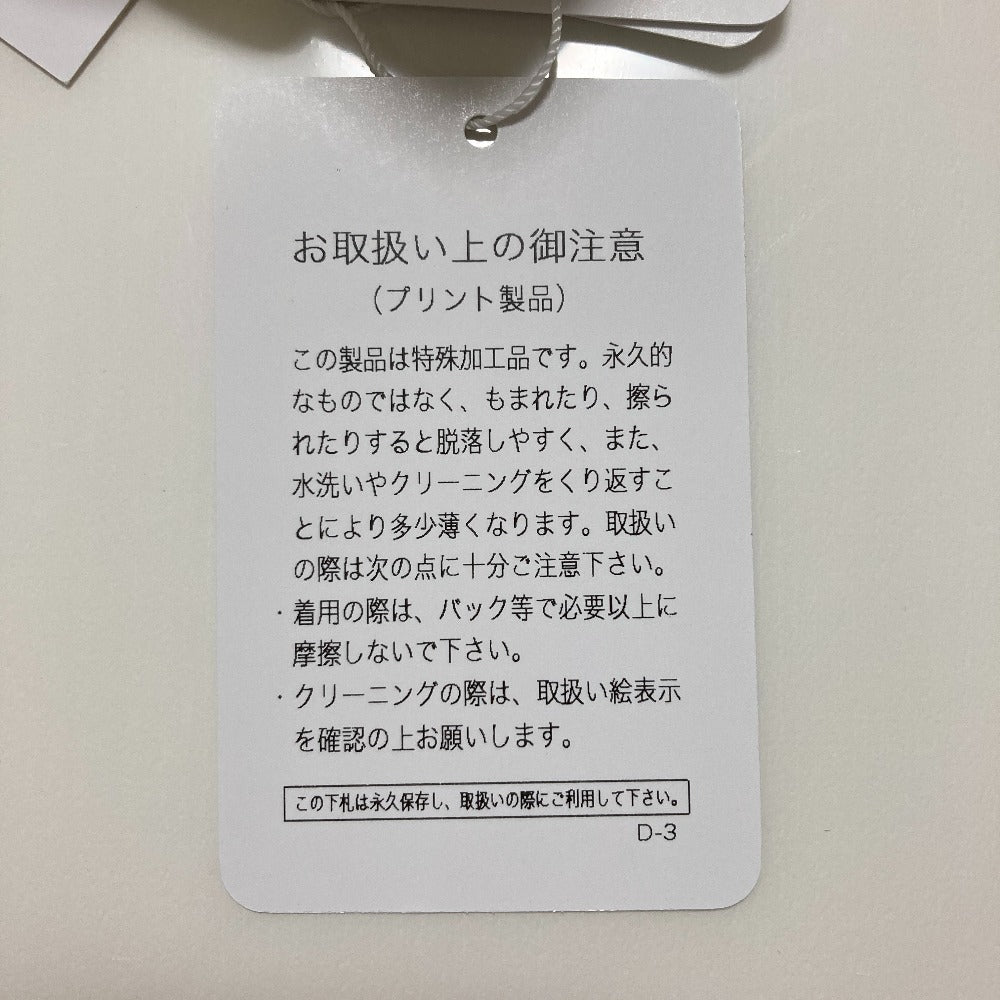 お取扱い上の御注意
（プリント製品）
この製品は特殊加工品です。永久的
なものではなく、もまれたり、擦ら
れたりすると脱落しやすく、また、
水洗いやクリーニングをくり返すこ
とにより多少薄くなります。取扱い
の際は次の点に十分ご注意下さい。
・着用の際は、バック等で必要以上に
摩擦しないで下さい。
・クリーニングの際は、取扱い絵表示
を確認の上お願いします。
この下札は永久保存し、取扱いの際にご利用して下さい。
D-3